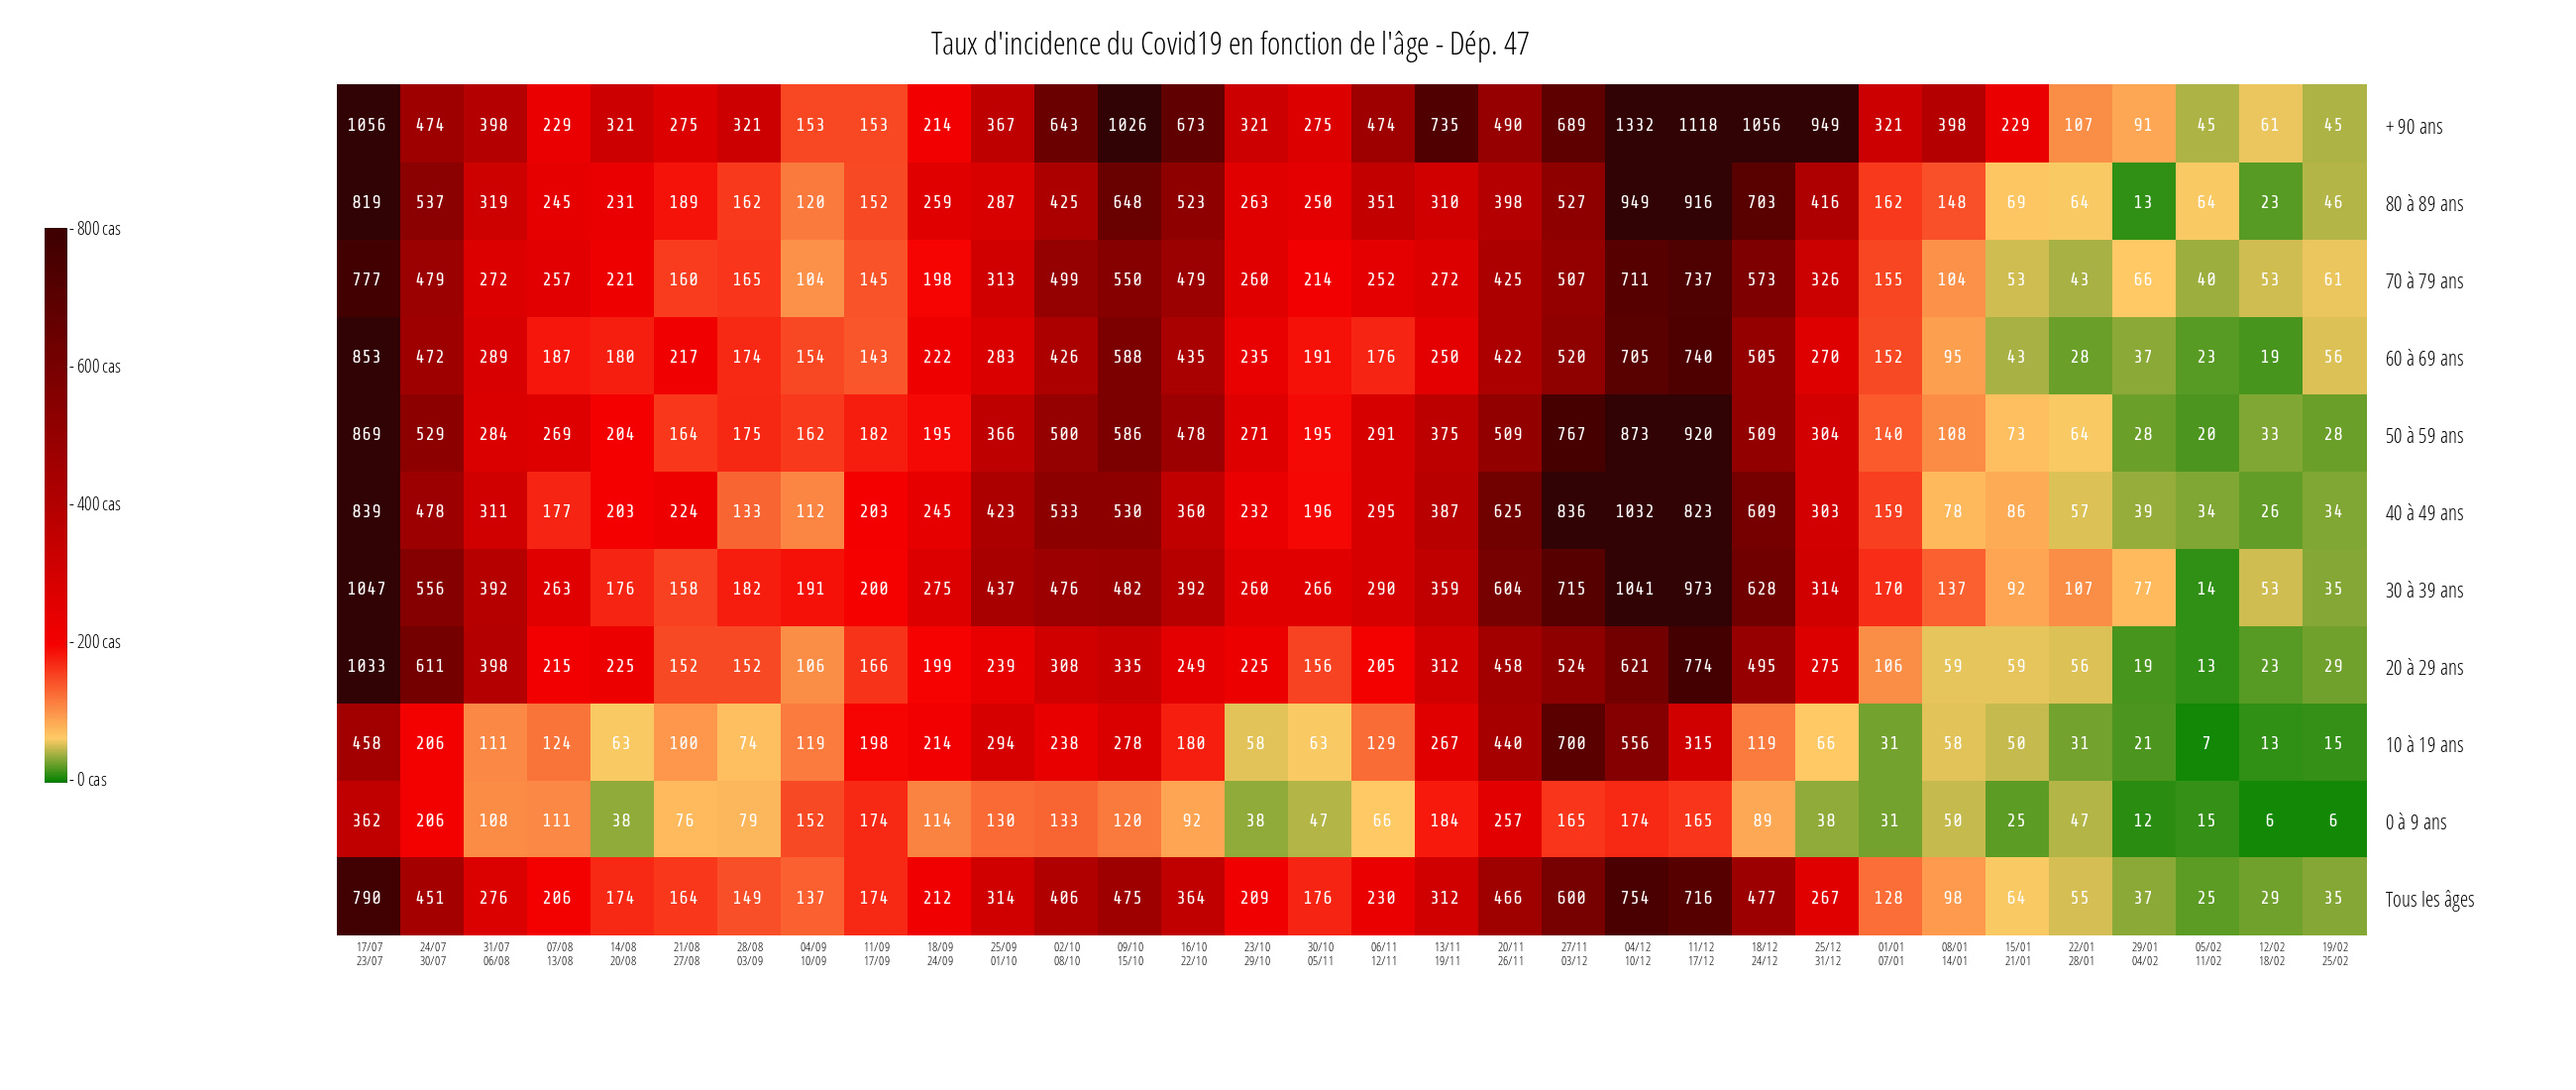 Taux d'incidence du Covid19 en fonction de l'âge - Dép. 47
1056 474 398 229 321 275 321 153 153 214 367 643 1026 673 321 275 474 735 490 689 1332 1118 1056 949 321 398 229 107 91 45 61 45 + 90 ans
819 537 319 245 231 189 162 120 152 259 287 425 648 523 263 250 351 310 398 527 949 916 703 416 162 148 69 64 13 64 23 46 80 à 89 ans
- 800 cas
777 479 272 257 221 160 165 104 145 198 313 499 550 479 260 214 252 272 425 507 711 737 573 326 155 104 53 43 66 40 53 61 70 à 79 ans
853 472 289 187 180 217 174 154 143 222 283 426 588 435 235 191 176 250 422 520 705 740 505 270 152 95 43 28 37 23 19 56 60 à 69 ans
- 600 cas
869 529 284 269 204 164 175 162 182 195 366 500 586 478 271 195 291 375 509 767 873 920 509 304 140 108 73 64 28 20 33 28 50 à 59 ans
- 400 cas
839 478 311 177 203 224 133 112 203 245 423 533 530 360 232 196 295 387 625 836 1032 823 609 303 159 78 86 57 39 34 26 34 40 à 49 ans
1047 556 392 263 176 158 182 191 200 275 437 476 482 392 260 266 290 359 604 715 1041 973 628 314 170 137 92 107 77 14 53 35 30 à 39 ans
- 200 cas
1033 611 398 215 225 152 152 106 166 199 239 308 335 249 225 156 205 312 458 524 621 774 495 275 106 59 59 56 19 13 23 29 20 à 29 ans
458 206 111 124 63 100 74 119 198 214 294 238 278 180 58 63 129 267 440 700 556 315 119 66 31 58 50 31 21 7 13 15 10 à 19 ans
- 0 cas
362 206 108 111 38 76 79 152 174 114 130 133 120 92 38 47 66 184 257 165 174 165 89 38 31 50 25 47 12 15 6 6 0 à 9 ans
790 451 276 206 174 164 149 137 174 212 314 406 475 364 209 176 230 312 466 600 754 716 477 267 128 98 64 55 37 25 29 35 Tous les âges
17/07 24/07 31/07 07/08 14/08 21/08 28/08 04/09 11/09 18/09 25/09 02/10 09/10 16/10 23/10 30/10 06/11 13/11 20/11 27/11 04/12 11/12 18/12 25/12 01/01 08/01 15/01 22/01 29/01 05/02 12/02 19/02
23/07 30/07 06/08 13/08 20/08 27/08 03/09 10/09 17/09 24/09 01/10 08/10 15/10 22/10 29/10 05/11 12/11 19/11 26/11 03/12 10/12 17/12 24/12 31/12 07/01 14/01 21/01 28/01 04/02 11/02 18/02 25/02